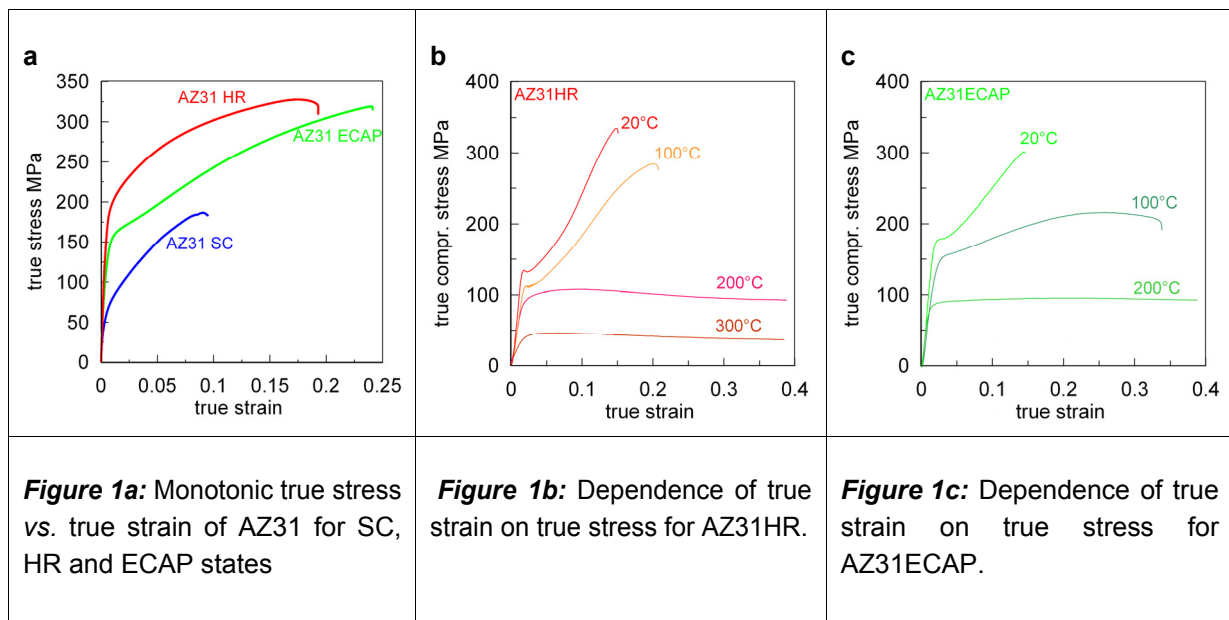 a
350
300
250
200
150
100
50
0
true stress MPa
AZ31 HR
AZ31 ECAP
AZ31 SC
0 0.05 0.1 0.15 0.2 0.25
true strain
b
400
300
200
100
0
true compr. stress MPa
AZ31HR
20°C
100°C
200°C
300°C
0 0.1 0.2 0.3 0.4
true strain
c
400
300
200
100
0
true compr. stress MPa
AZ31ECAP
20°C
100°C
200°C
0 0.1 0.2 0.3 0.4
true strain
Figure 1a: Monotonic true stress
vs. true strain of AZ31 for SC,
HR and ECAP states
Figure 1b: Dependence of true
strain on true stress for AZ31HR.
Figure 1c: Dependence of true
strain on true stress for
AZ31ECAP.